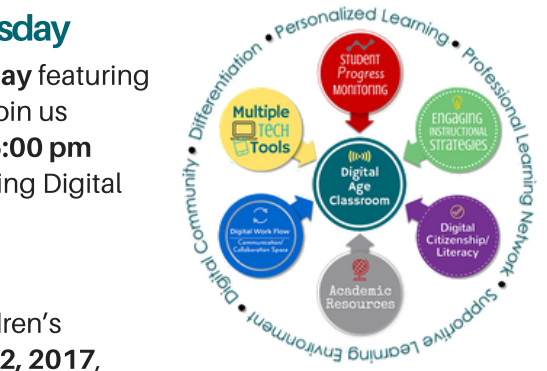 sday
ay featuring
oin us
:00 pm
ing Digital
dren's
2, 2017,
Differentiation • Personalized Learning • Professional Learning Network • Supportive Learning Environment • Digital Community •
STUDENT
Progress
MONITORING
Multiple
TECH
Tools
ENGAGING
INSTRUCTIONAL
STRATEGIES
Digital
Age
Classroom
Digital Work Flow
Communication/
Collaboration Space
Digital
Citizenship/
Literacy
Academic
Resources